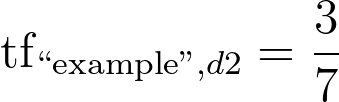 tf“example”,d2 = 3/7